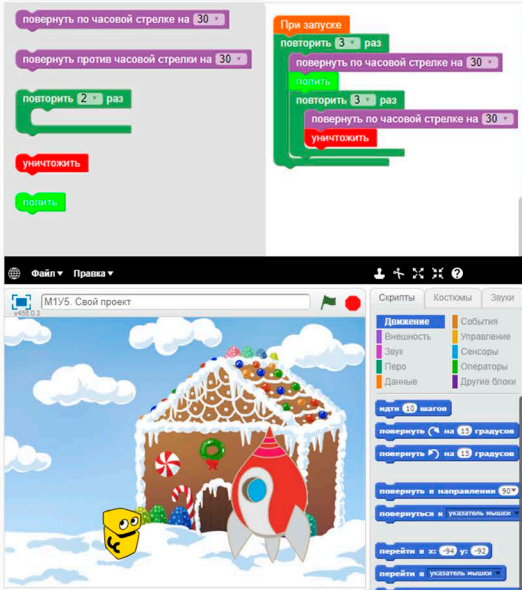 повернуть по часовой стрелке на 30
повернуть против часовой стрелки на 30
повторить 2 раз
уничтожить
полить
При запуске
повторить 3 раз
повернуть по часовой стрелке на 30
полить
повторить 3 раз
повернуть по часовой стрелке на 30
уничтожить
Файл Правка
М1У5. Свой проект
v458.0.3
Скрипты Костюмы Звуки
Движение События
Внешность Управление
Звук Сенсоры
Перо Операторы
Данные Другие блоки
идти 10 шагов
повернуть на 15 градусов
повернуть на 15 градусов
повернуть в направлении 90
повернуться к указатель мышки
перейти в x: -94 y: -92
перейти в указатель мышки